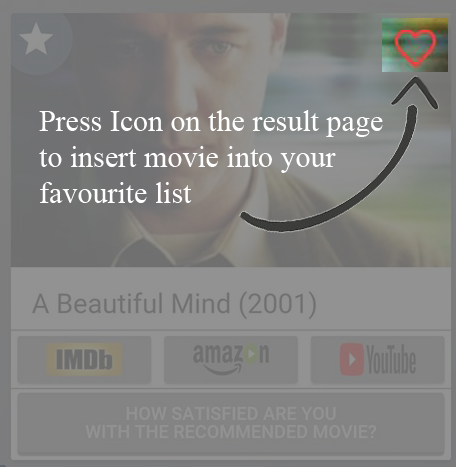 Press Icon on the result page
to insert movie into your
favourite list
A Beautiful Mind (2001)
IMDb
amazon
YouTube
HOW SATISFIED ARE YOU
WITH THE RECOMMENDED MOVIE?